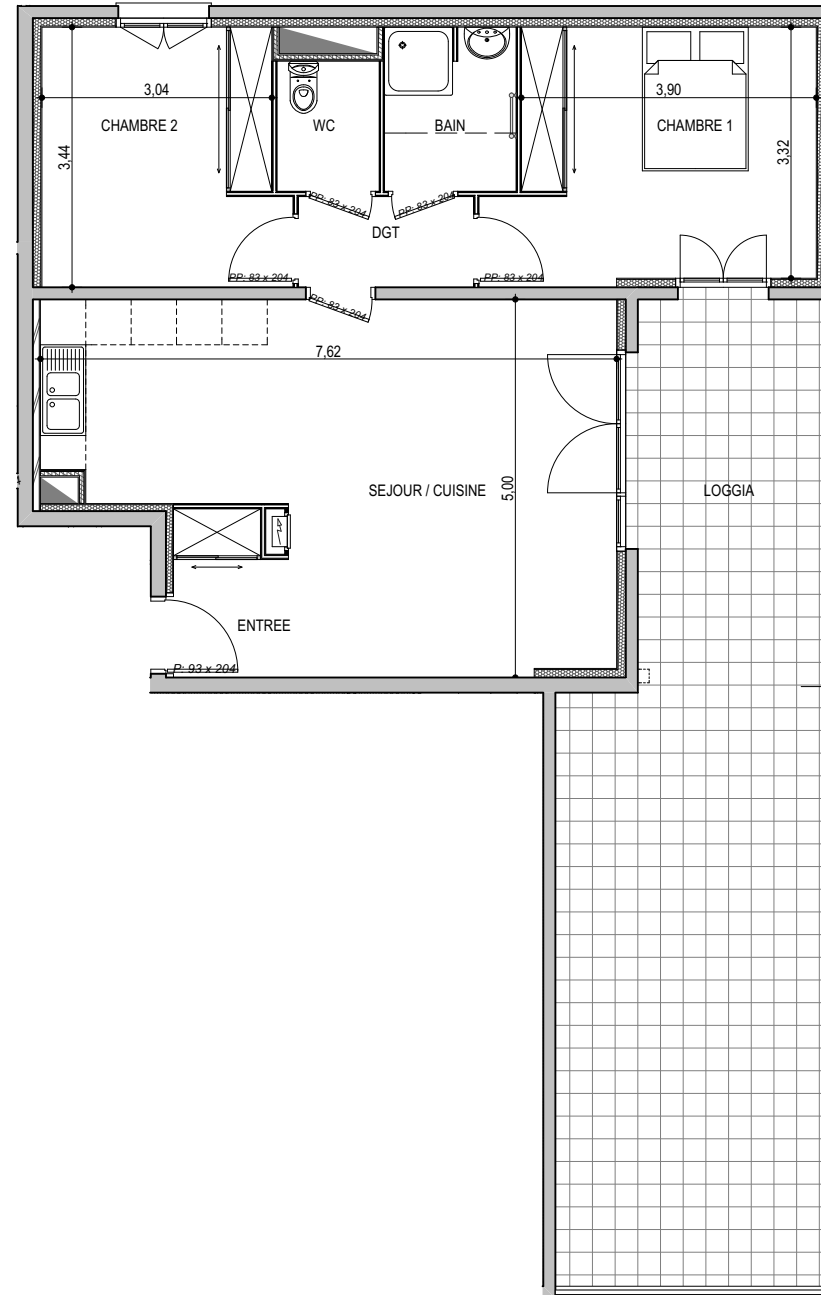 3,04
3,90
CHAMBRE 2
WC
BAIN
CHAMBRE 1
3,44
3,32
PP: 83 x 204
PP: 83 x 204
DGT
PP: 83 x 204
PP: 83 x 204
PP: 83 x 204
7,62
SEJOUR / CUISINE
5,00
LOGGIA
ENTREE
P: 93 x 204